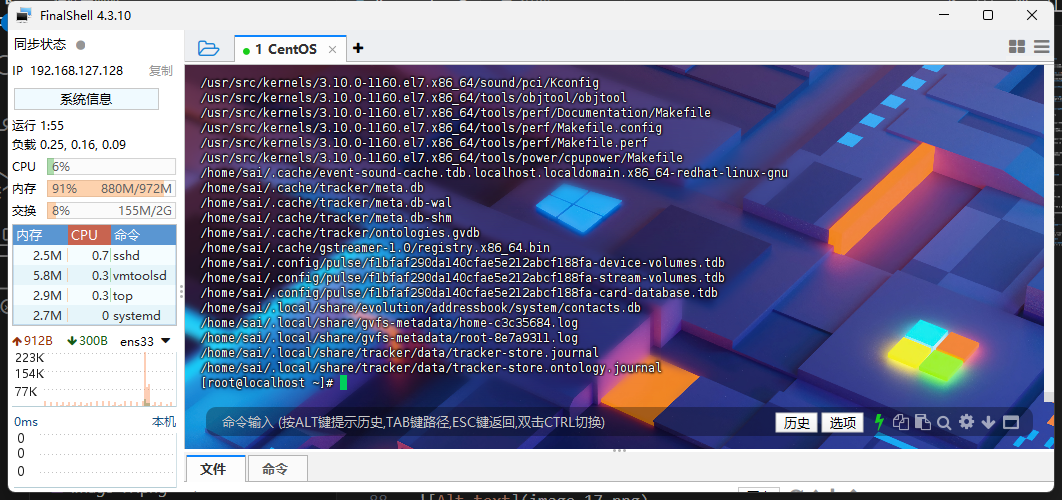 FinalShell 4.3.10
同步状态
IP 192.168.127.128 复制
系统信息
运行 1:55
负载 0.25, 0.16, 0.09
CPU 6%
内存 91% 880M/972M
交换 8% 155M/2G
内存 CPU 命令
2.5M 0.7 sshd
5.8M 0.3 vmtoolsd
2.9M 0.3 top
2.7M 0 systemd
912B 300B ens33
223K
154K
77K
0ms 本机
0
0
0
1 CentOS
/usr/src/kernels/3.10.0-1160.el7.x86_64/sound/pci/Kconfig
/usr/src/kernels/3.10.0-1160.el7.x86_64/tools/objtool/objtool
/usr/src/kernels/3.10.0-1160.el7.x86_64/tools/perf/Documentation/Makefile
/usr/src/kernels/3.10.0-1160.el7.x86_64/tools/perf/Makefile.config
/usr/src/kernels/3.10.0-1160.el7.x86_64/tools/perf/Makefile.perf
/usr/src/kernels/3.10.0-1160.el7.x86_64/tools/power/cpupower/Makefile
/home/sai/.cache/event-sound-cache.tdb.localhost.localdomain.x86_64-redhat-linux-gnu
/home/sai/.cache/tracker/meta.db
/home/sai/.cache/tracker/meta.db-wal
/home/sai/.cache/tracker/meta.db-shm
/home/sai/.cache/tracker/ontologies.gvdb
/home/sai/.cache/gstreamer-1.0/registry.x86_64.bin
/home/sai/.config/pulse/f1bfaf290da140cfae5e212abcf188fa-device-volumes.tdb
/home/sai/.config/pulse/f1bfaf290da140cfae5e212abcf188fa-stream-volumes.tdb
/home/sai/.config/pulse/f1bfaf290da140cfae5e212abcf188fa-card-database.tdb
/home/sai/.local/share/evolution/addressbook/system/contacts.db
/home/sai/.local/share/gvfs-metadata/home-c3c35684.log
/home/sai/.local/share/gvfs-metadata/root-8e7a9311.log
/home/sai/.local/share/tracker/data/tracker-store.journal
/home/sai/.local/share/tracker/data/tracker-store.ontology.journal
[root@localhost ~]#
命令输入 (按ALT键提示历史,TAB键路径,ESC键返回,双击CTRL切换)
历史 选项
文件 命令